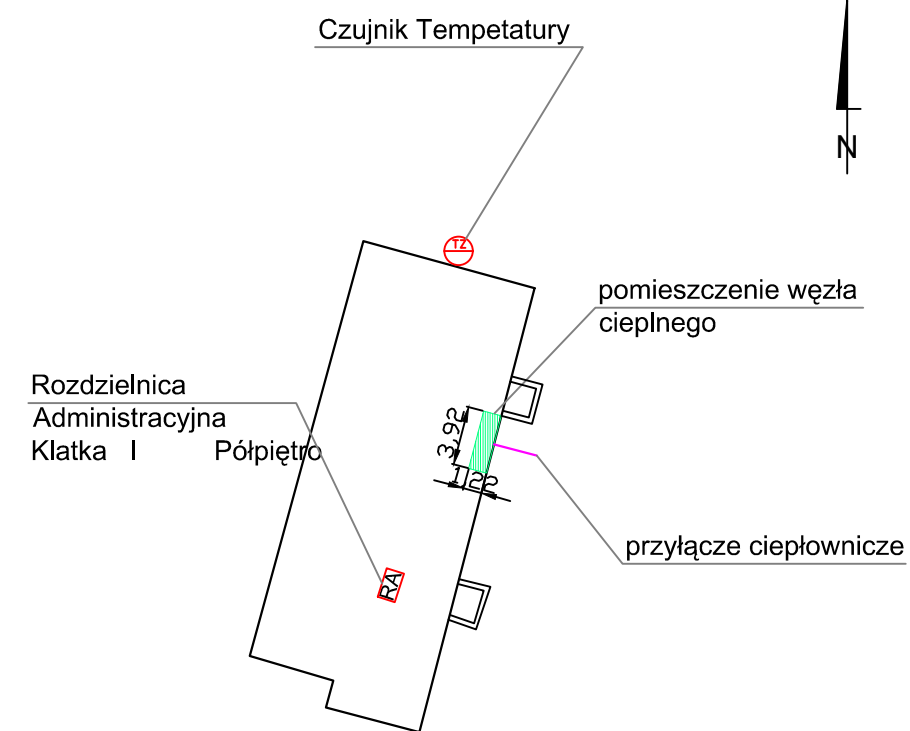 Czujnik Tempetatury
N
TZ
pomieszczenie węzła
cieplnego
Rozdzielnica
Administracyjna
Klatka I Półpiętro
3,92
1,22
przyłącze ciepłownicze
RA